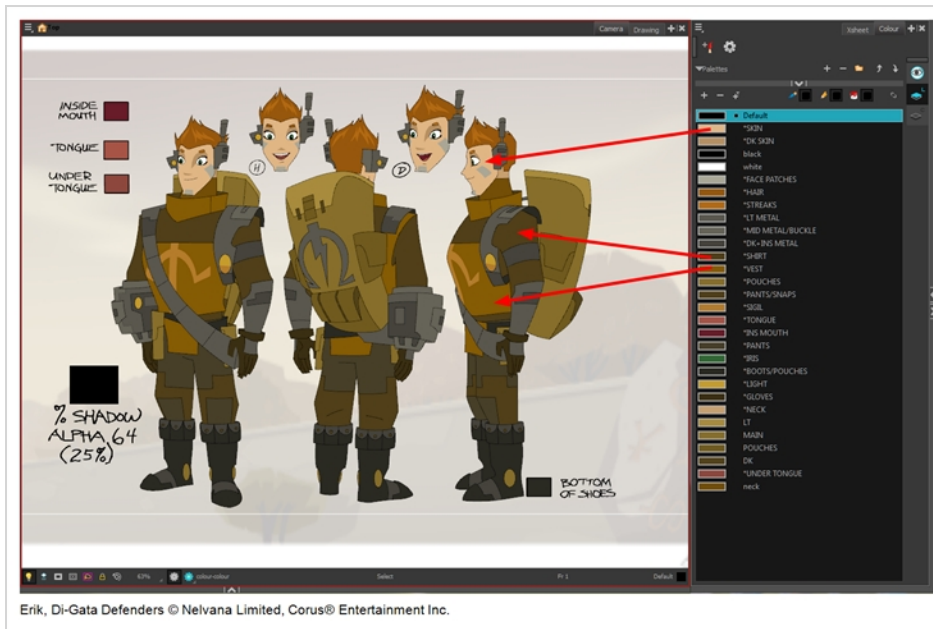 Top
Camera
Drawing
Xsheet
Colour
INSIDE
MOUTH
TONGUE
UNDER
TONGUE
H
D
% SHADOW
ALPHA 64
(25%)
BOTTOM
OF SHOES
Palettes
Default
*SKIN
*DK SKIN
black
white
*FACE PATCHES
*HAIR
*STREAKS
*LT METAL
*MID METAL/BUCKLE
*DK+INS METAL
*SHIRT
*VEST
*POUCHES
*PANTS/SNAPS
*SIGIL
*TONGUE
*INS MOUTH
*PANTS
*IRIS
*BOOTS/POUCHES
*LIGHT
*GLOVES
*NECK
LT
MAIN
POUCHES
DK
*UNDER TONGUE
neck
63%
colour-colour
Select
Fr 1
Default
Erik, Di-Gata Defenders © Nelvana Limited, Corus® Entertainment Inc.